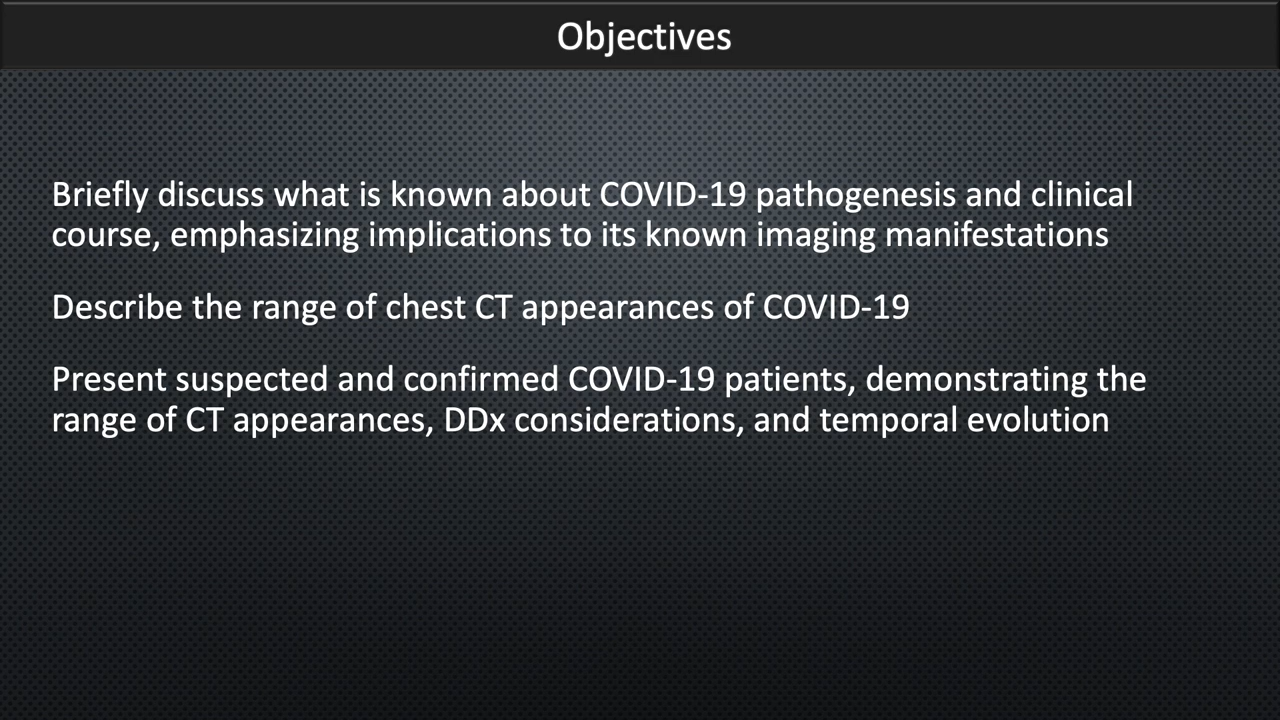 Objectives
Briefly discuss what is known about COVID-19 pathogenesis and clinical
course, emphasizing implications to its known imaging manifestations
Describe the range of chest CT appearances of COVID-19
Present suspected and confirmed COVID-19 patients, demonstrating the
range of CT appearances, DDx considerations, and temporal evolution